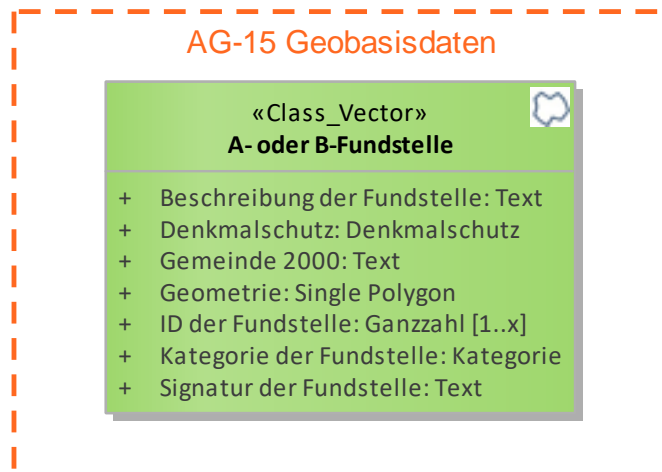 AG-15 Geobasisdaten
«Class_Vector»
A- oder B-Fundstelle
+ Beschreibung der Fundstelle: Text
+ Denkmalschutz: Denkmalschutz
+ Gemeinde 2000: Text
+ Geometrie: Single Polygon
+ ID der Fundstelle: Ganzzahl [1..x]
+ Kategorie der Fundstelle: Kategorie
+ Signatur der Fundstelle: Text